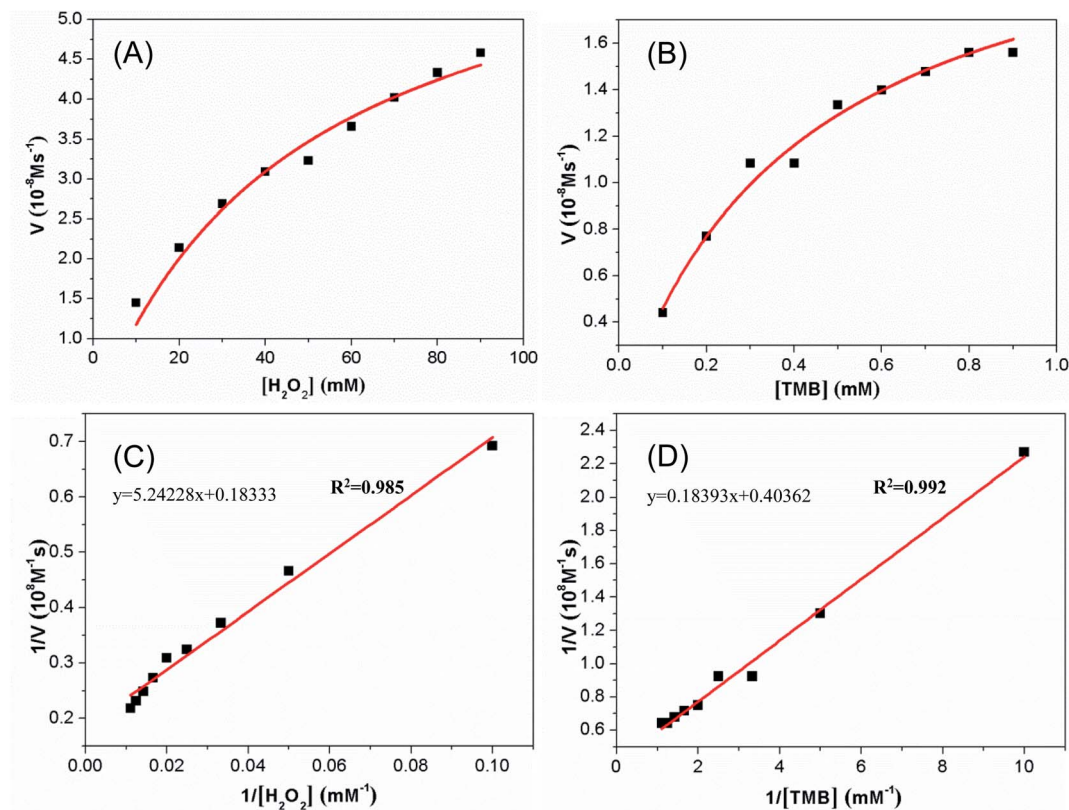 (A)
5.0
4.5
4.0
3.5
3.0
2.5
2.0
1.5
1.0
V (10⁻⁸Ms⁻¹)
0 20 40 60 80 100
[H₂O₂] (mM)
(B)
1.6
1.4
1.2
1.0
0.8
0.6
0.4
V (10⁻⁸Ms⁻¹)
0.0 0.2 0.4 0.6 0.8 1.0
[TMB] (mM)
(C)
y=5.24228x+0.18333 R²=0.985
0.7
0.6
0.5
0.4
0.3
0.2
1/V (10⁸M⁻¹s)
0.00 0.02 0.04 0.06 0.08 0.10
1/[H₂O₂] (mM⁻¹)
(D)
y=0.18393x+0.40362 R²=0.992
2.4
2.2
2.0
1.8
1.6
1.4
1.2
1.0
0.8
0.6
1/V (10⁸M⁻¹s)
0 2 4 6 8 10
1/[TMB] (mM⁻¹)